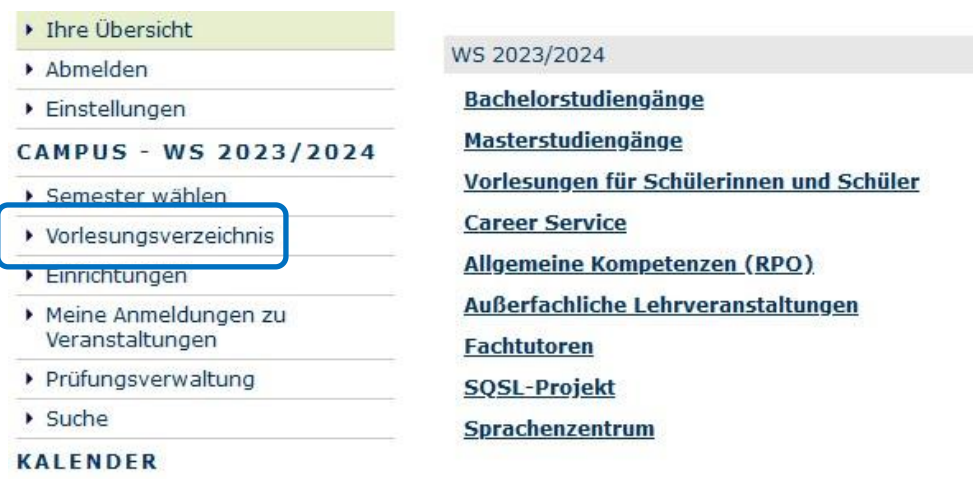 Ihre Übersicht
Abmelden
Einstellungen
CAMPUS - WS 2023/2024
Semester wählen
Vorlesungsverzeichnis
Einrichtungen
Meine Anmeldungen zu
Veranstaltungen
Prüfungsverwaltung
Suche
KALENDER
WS 2023/2024
Bachelorstudiengänge
Masterstudiengänge
Vorlesungen für Schülerinnen und Schüler
Career Service
Allgemeine Kompetenzen (RPO)
Außerfachliche Lehrveranstaltungen
Fachtutoren
SQSL-Projekt
Sprachenzentrum